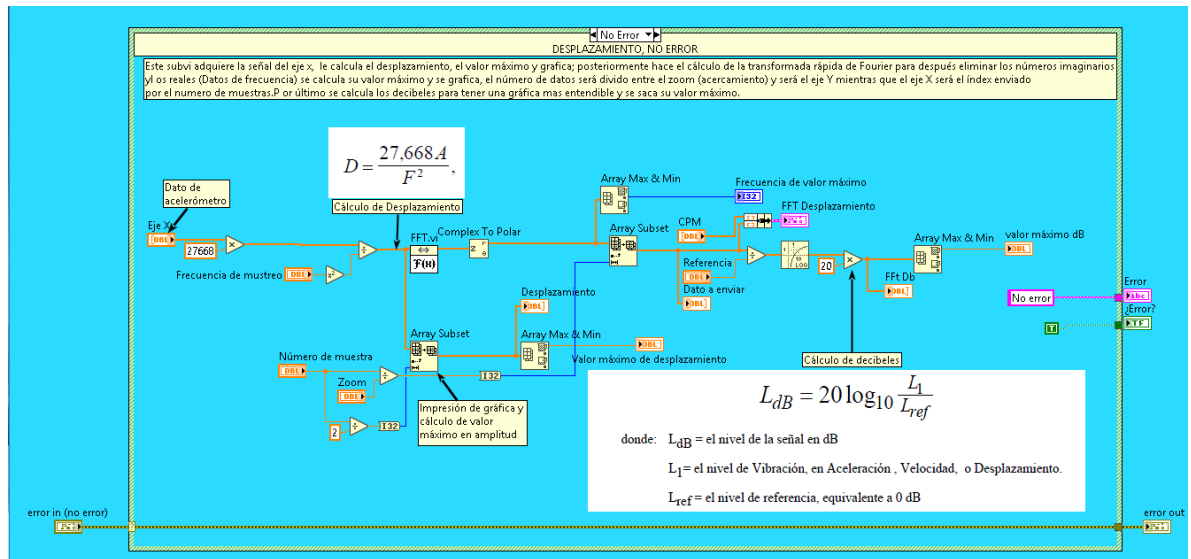 No Error
DESPLAZAMIENTO, NO ERROR
Este subvi adquiere la señal del eje x, le calcula el desplazamiento, el valor máximo y grafica; posteriormente hace el cálculo de la transformada rápida de Fourier para después eliminar los números imaginarios
yl os reales (Datos de frecuencia) se calcula su valor máximo y se grafica, el número de datos será divido entre el zoom (acercamiento) y será el eje Y mientras que el eje X será el índex enviado
por el numero de muestras.P or último se calcula los decibeles para tener una gráfica mas entendible y se saca su valor máximo.
D = 27,668 A / F²,
Dato de
acelerómetro
Cálculo de Desplazamiento
Eje X
DBL
27668
Frecuencia de mustreo
DBL
x²
FFT.vi
F(H)
Complex To Polar
Array Max & Min
Frecuencia de valor máximo
I32
FFT Desplazamiento
CPM
DBL
Array Subset
Referencia
DBL
Dato a enviar
DBL
LOG
20
Array Max & Min
valor máximo dB
DBL
FFt Db
DBL
Cálculo de decibeles
Desplazamiento
DBL
Array Subset
Array Max & Min
DBL
Valor máximo de desplazamiento
Número de muestra
DBL
Zoom
DBL
I32
2
I32
Impresión de gráfica y
cálculo de valor
máximo en amplitud
No error
Error
abc
¿Error?
T
TF
L_dB = 20 log₁₀ L₁ / L_ref
donde: L_dB = el nivel de la señal en dB
L₁= el nivel de Vibración, en Aceleración , Velocidad, o Desplazamiento.
L_ref = el nivel de referencia, equivalente a 0 dB
error in (no error)
?
error out